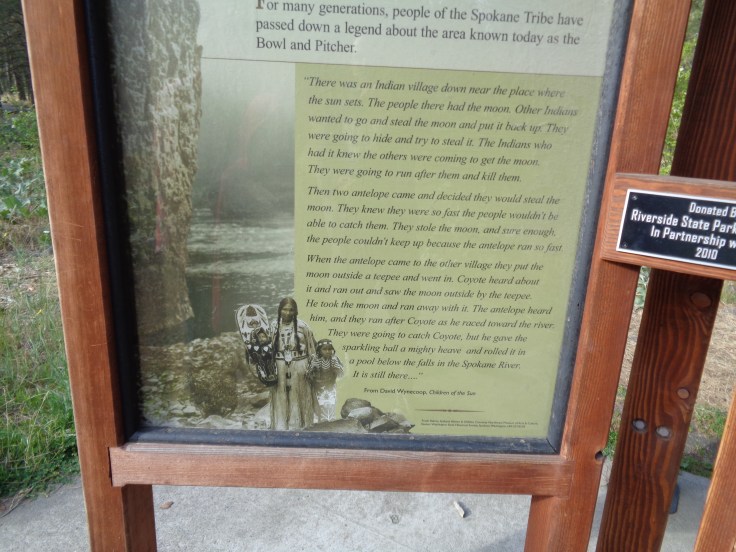 For many generations, people of the Spokane Tribe have
passed down a legend about the area known today as the
Bowl and Pitcher.
"There was an Indian village down near the place where
the sun sets. The people there had the moon. Other Indians
wanted to go and steal the moon and put it back up. They
were going to hide and try to steal it. The Indians who
had it knew the others were coming to get the moon.
They were going to run after them and kill them.
Then two antelope came and decided they would steal the
moon. They knew they were so fast the people wouldn't be
able to catch them. They stole the moon, and sure enough,
the people couldn't keep up because the antelope ran so fast.
When the antelope came to the other village they put the
moon outside a teepee and went in. Coyote heard about
it and ran out and saw the moon outside by the teepee.
He took the moon and ran away with it. The antelope heard
him, and they ran after Coyote as he raced toward the river.
They were going to catch Coyote, but he gave the
sparkling ball a mighty heave and rolled it in
a pool below the falls in the Spokane River.
It is still there...."
From David Wynecoop, Children of the Sun
Donated B
Riverside State Park
In Partnership w
2010